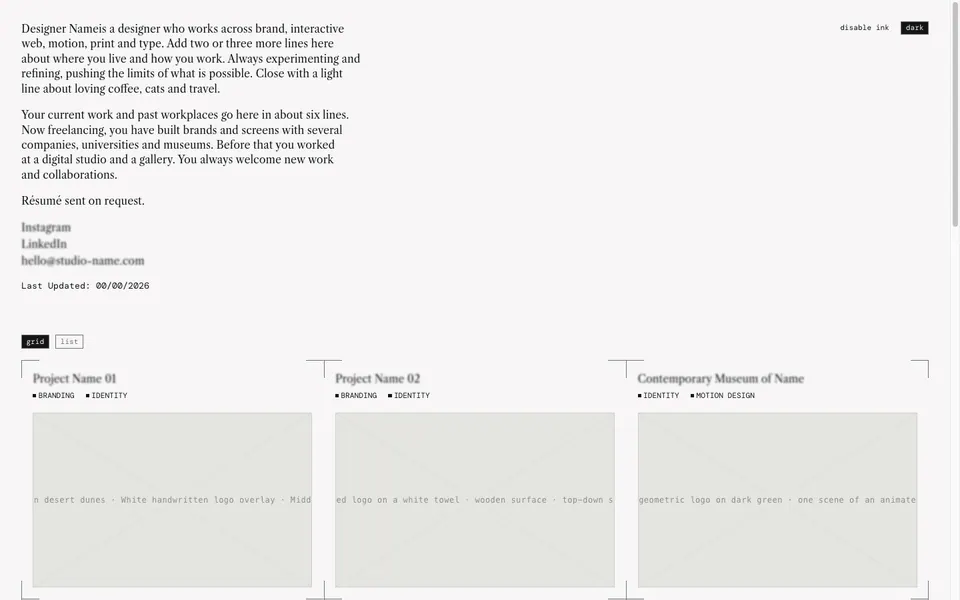 Designer Nameis a designer who works across brand, interactive
web, motion, print and type. Add two or three more lines here
about where you live and how you work. Always experimenting and
refining, pushing the limits of what is possible. Close with a light
line about loving coffee, cats and travel.
disable ink
dark
Your current work and past workplaces go here in about six lines.
Now freelancing, you have built brands and screens with several
companies, universities and museums. Before that you worked
at a digital studio and a gallery. You always welcome new work
and collaborations.
Résumé sent on request.
Instagram
LinkedIn
hello@studio-name.com
Last Updated: 00/00/2026
grid
list
Project Name 01
BRANDING IDENTITY
n desert dunes · White handwritten logo overlay · Midd
Project Name 02
BRANDING IDENTITY
ed logo on a white towel · wooden surface · top-down s
Contemporary Museum of Name
IDENTITY MOTION DESIGN
geometric logo on dark green · one scene of an animate